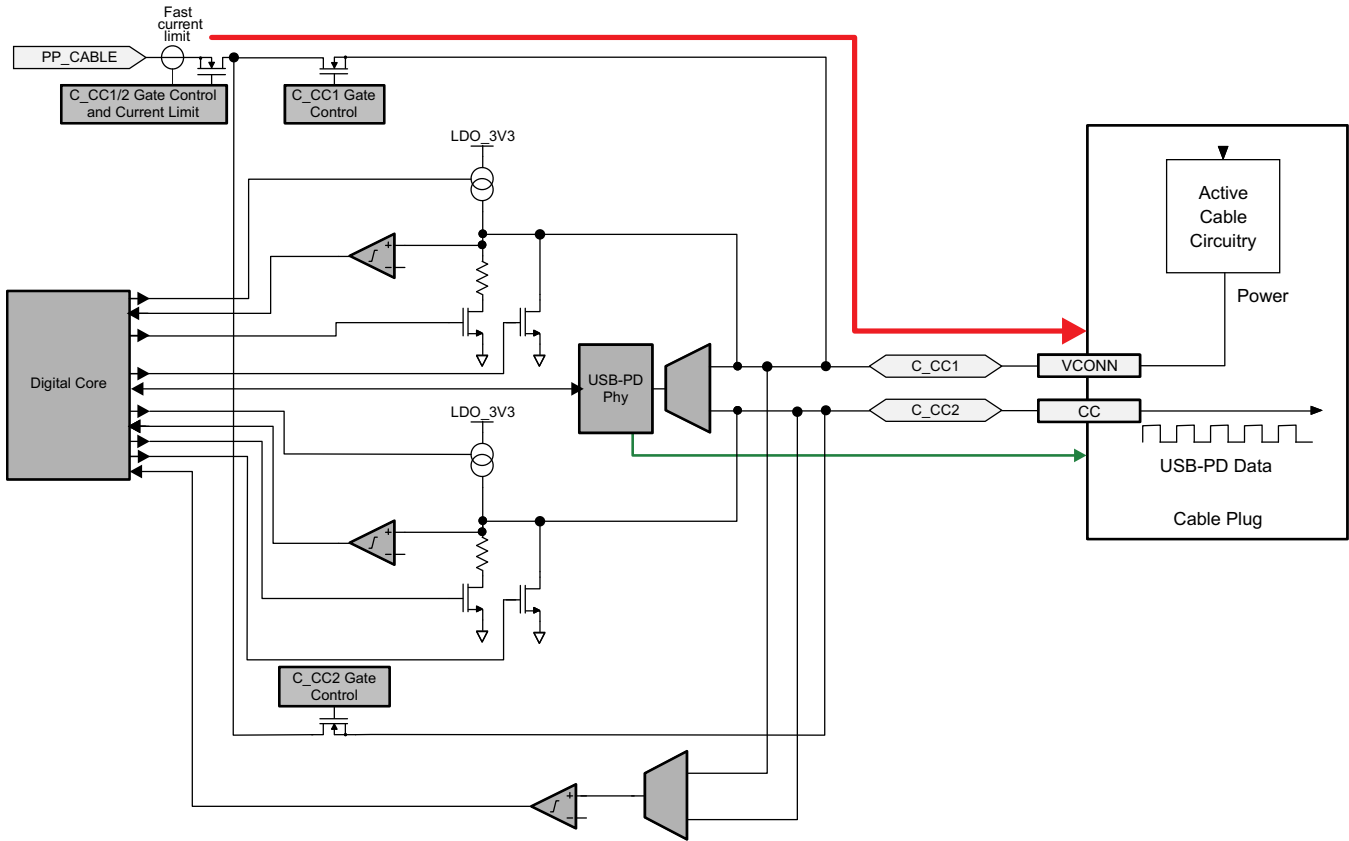 Fast
current
limit
PP_CABLE
C_CC1/2 Gate Control
and Current Limit
C_CC1 Gate
Control
LDO_3V3
Active
Cable
Circuitry
Power
+
−
Digital Core
USB-PD
Phy
C_CC1
VCONN
C_CC2
CC
LDO_3V3
USB-PD Data
Cable Plug
+
−
C_CC2 Gate
Control
+
−